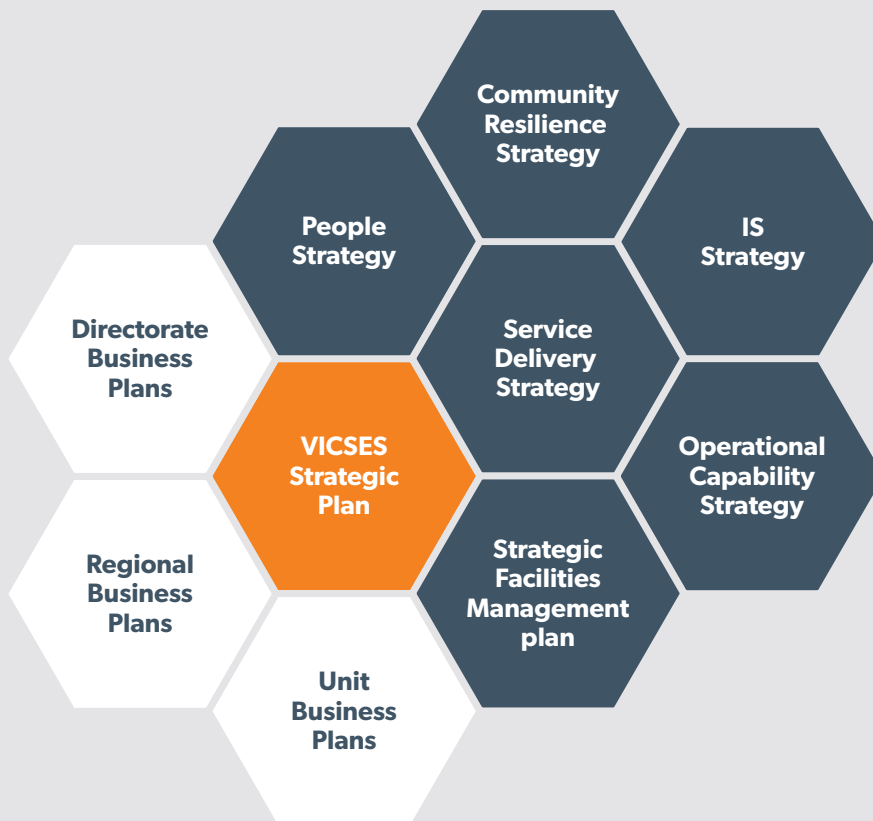 Community
Resilience
Strategy
People
Strategy
IS
Strategy
Directorate
Business
Plans
Service
Delivery
Strategy
VICSES
Strategic
Plan
Operational
Capability
Strategy
Regional
Business
Plans
Strategic
Facilities
Management
plan
Unit
Business
Plans